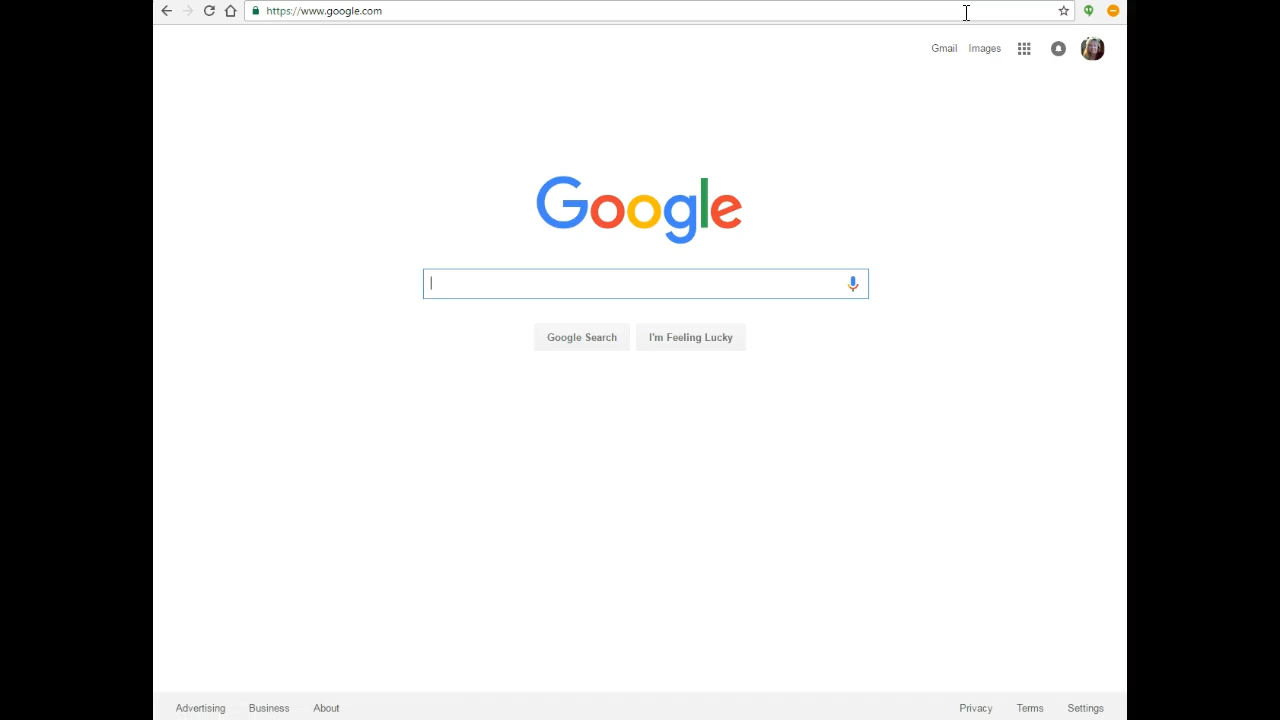 https://www.google.com
Gmail Images
Google
Google Search I'm Feeling Lucky
Advertising Business About Privacy Terms Settings